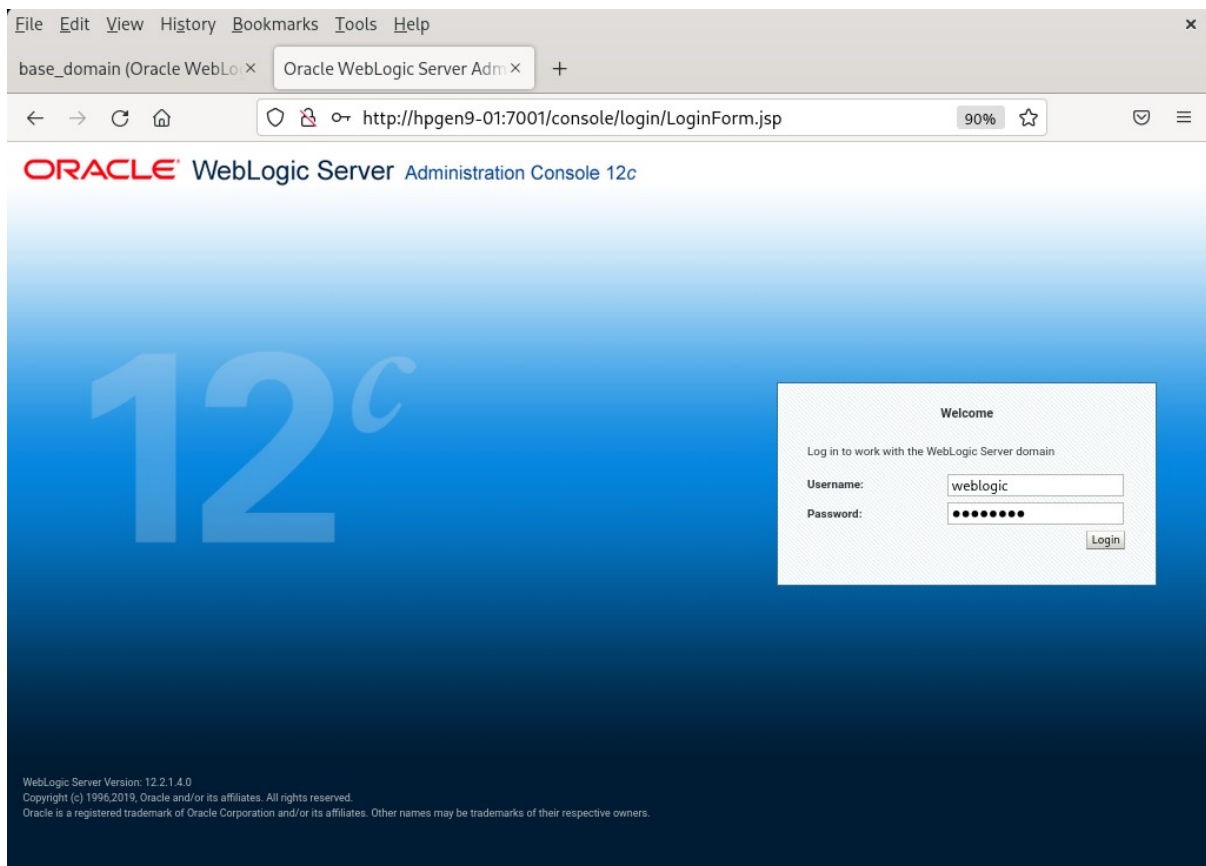 File Edit View History Bookmarks Tools Help
base_domain (Oracle WebLo
Oracle WebLogic Server Adm
http://hpgen9-01:7001/console/login/LoginForm.jsp
90%
ORACLE WebLogic Server Administration Console 12c
12c
Welcome
Log in to work with the WebLogic Server domain
Username: weblogic
Password: ●●●●●●●●
Login
WebLogic Server Version: 12.2.1.4.0
Copyright (c) 1996,2019, Oracle and/or its affiliates. All rights reserved.
Oracle is a registered trademark of Oracle Corporation and/or its affiliates. Other names may be trademarks of their respective owners.